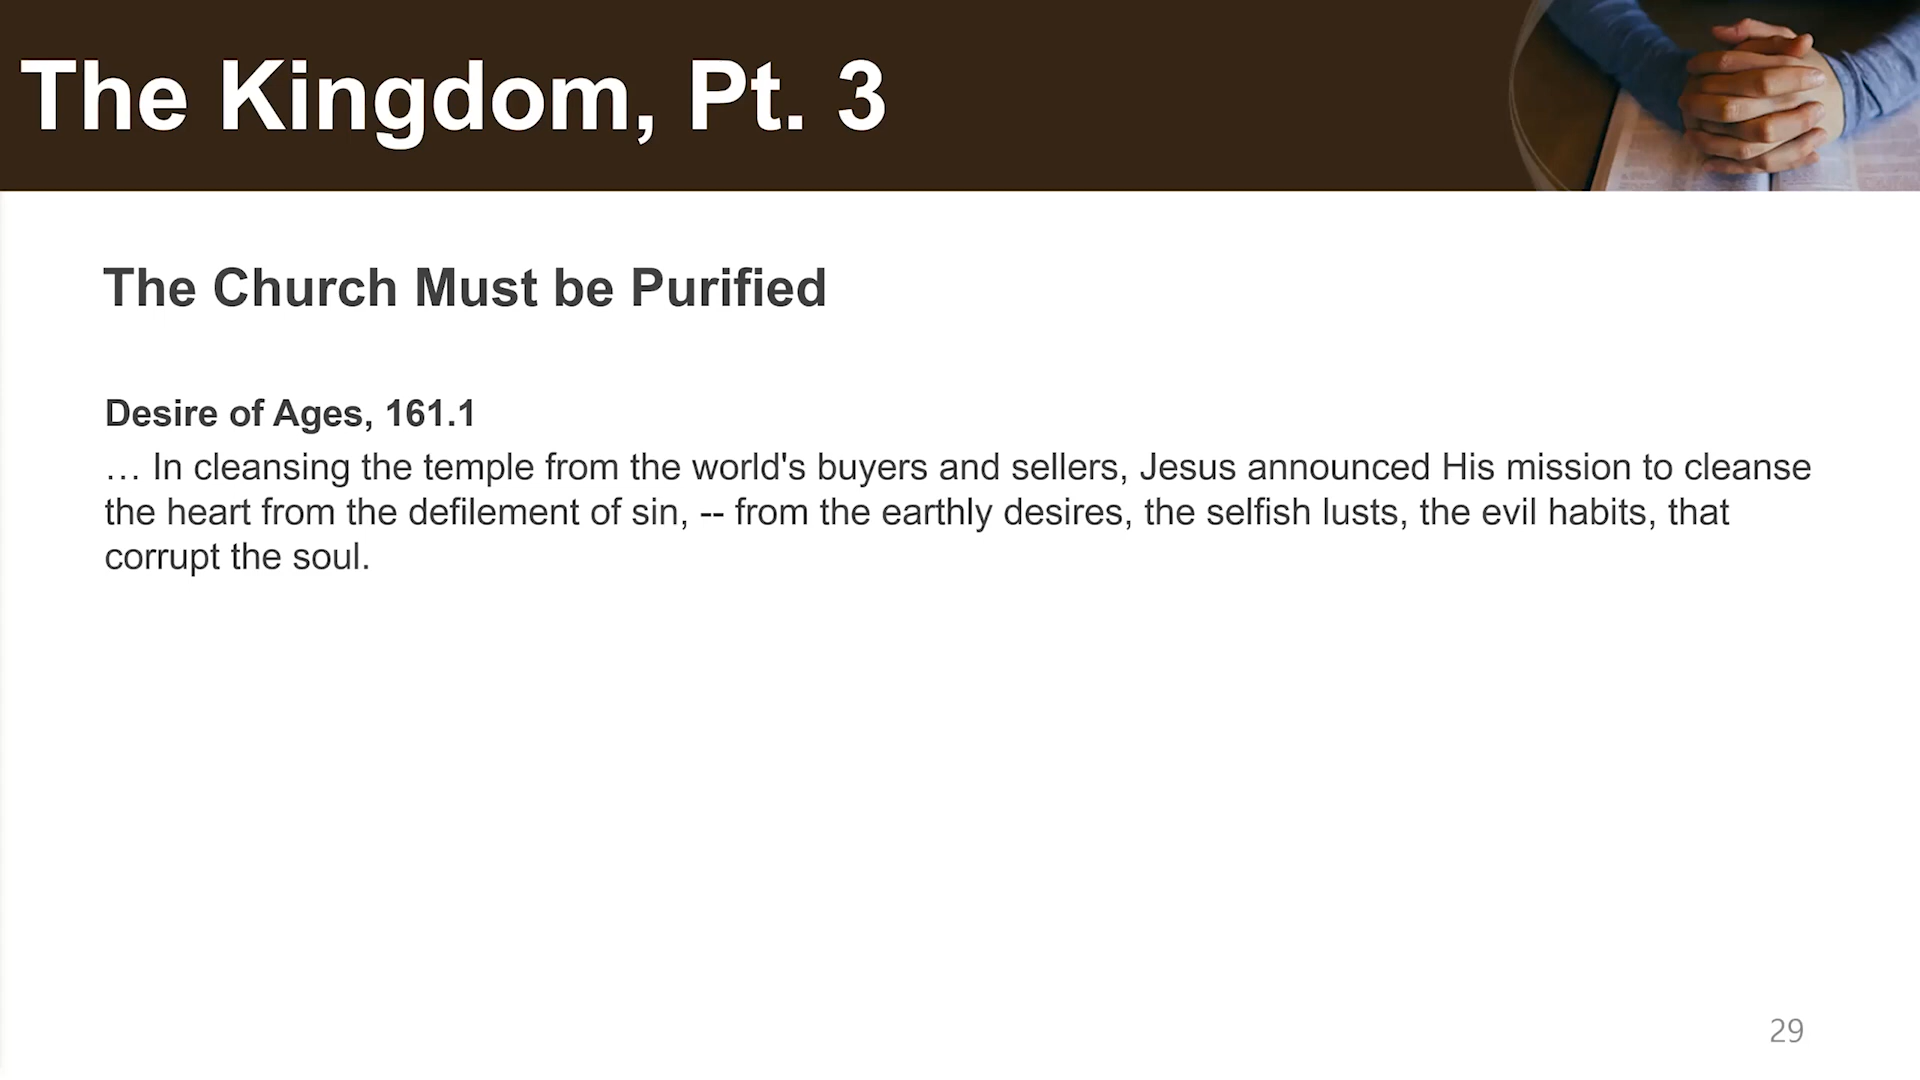 The Kingdom, Pt. 3
The Church Must be Purified
Desire of Ages, 161.1
… In cleansing the temple from the world's buyers and sellers, Jesus announced His mission to cleanse
the heart from the defilement of sin, -- from the earthly desires, the selfish lusts, the evil habits, that
corrupt the soul.
29